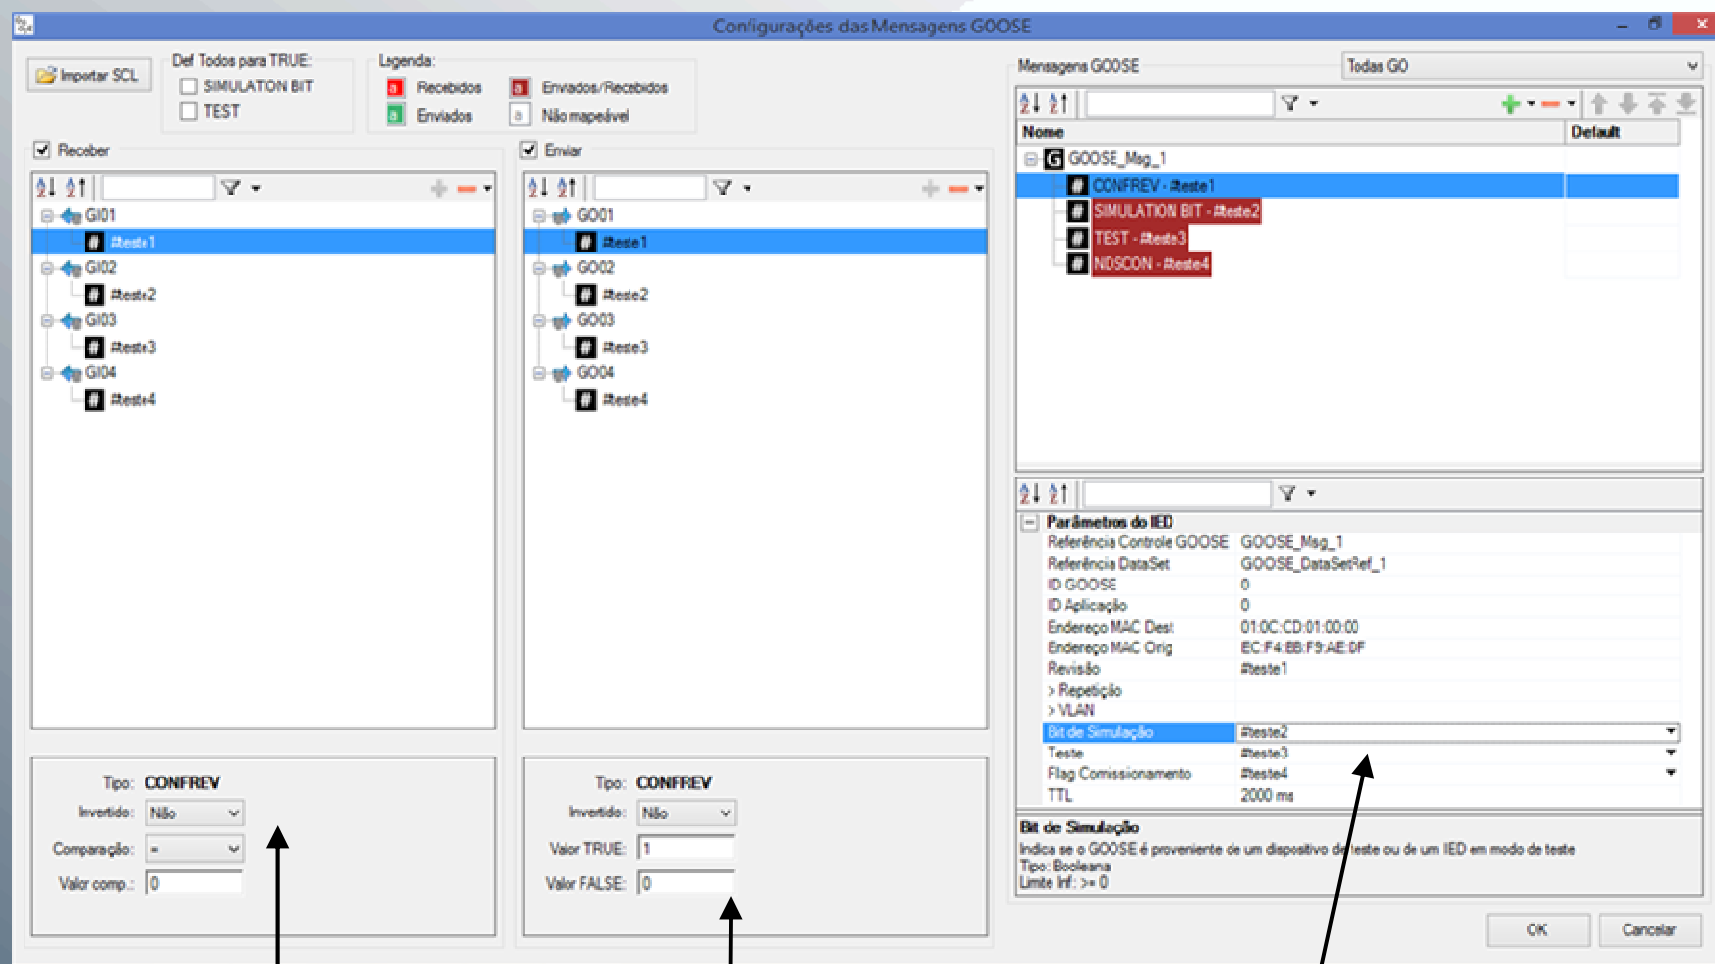 Configurações das Mensagens GOOSE
Importar SCL
Def Todos para TRUE:
SIMULATON BIT
TEST
Legenda:
a Recebidos
a Enviados
a Envados/Recebidos
a Não mapeável
Receber
GI01
#teste1
GI02
#teste2
GI03
#teste3
GI04
#teste4
Tipo: CONFREV
Invertido: Não
Comparação: =
Valor comp.: 0
Enviar
GO01
#teste1
GO02
#teste2
GO03
#teste3
GO04
#teste4
Tipo: CONFREV
Invertido: Não
Valor TRUE: 1
Valor FALSE: 0
Mensagens GOOSE Todas GO
Nome Default
GOOSE_Msg_1
CONFREV - #teste1
SIMULATION BIT - #teste2
TEST - #teste3
NDSCON - #teste4
Parâmetros do IED
Referência Controle GOOSE GOOSE_Msg_1
Referência DataSet GOOSE_DataSetRef_1
ID GOOSE 0
ID Aplicação 0
Endereço MAC Dest 01:0C:CD:01:00:00
Endereço MAC Orig EC:F4:BB:F9:AE:DF
Revisão #teste1
> Repetição
> VLAN
Bit de Simulação #teste2
Teste #teste3
Flag Comissionamento #teste4
TTL 2000 ms
Bit de Simulação
Indica se o GOOSE é proveniente de um dispositivo de teste ou de um IED em modo de teste
Tipo: Booleana
Limite Inf: >= 0
OK Cancelar